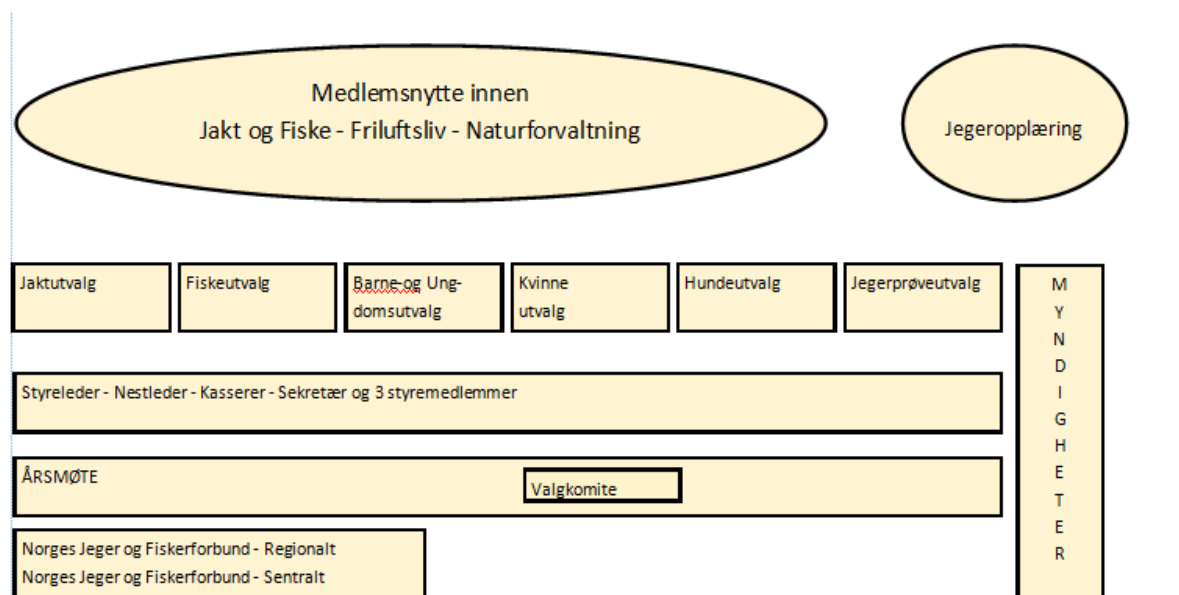 Medlemsnytte innen
Jakt og Fiske - Friluftsliv - Naturforvaltning
Jegeropplæring
Jaktutvalg
Fiskeutvalg
Barne-og Ung-
domsutvalg
Kvinne
utvalg
Hundeutvalg
Jegerprøveutvalg
M
Y
N
D
I
G
H
E
T
E
R
Styreleder - Nestleder - Kasserer - Sekretær og 3 styremedlemmer
ÅRSMØTE
Valgkomite
Norges Jeger og Fiskerforbund - Regionalt
Norges Jeger og Fiskerforbund - Sentralt